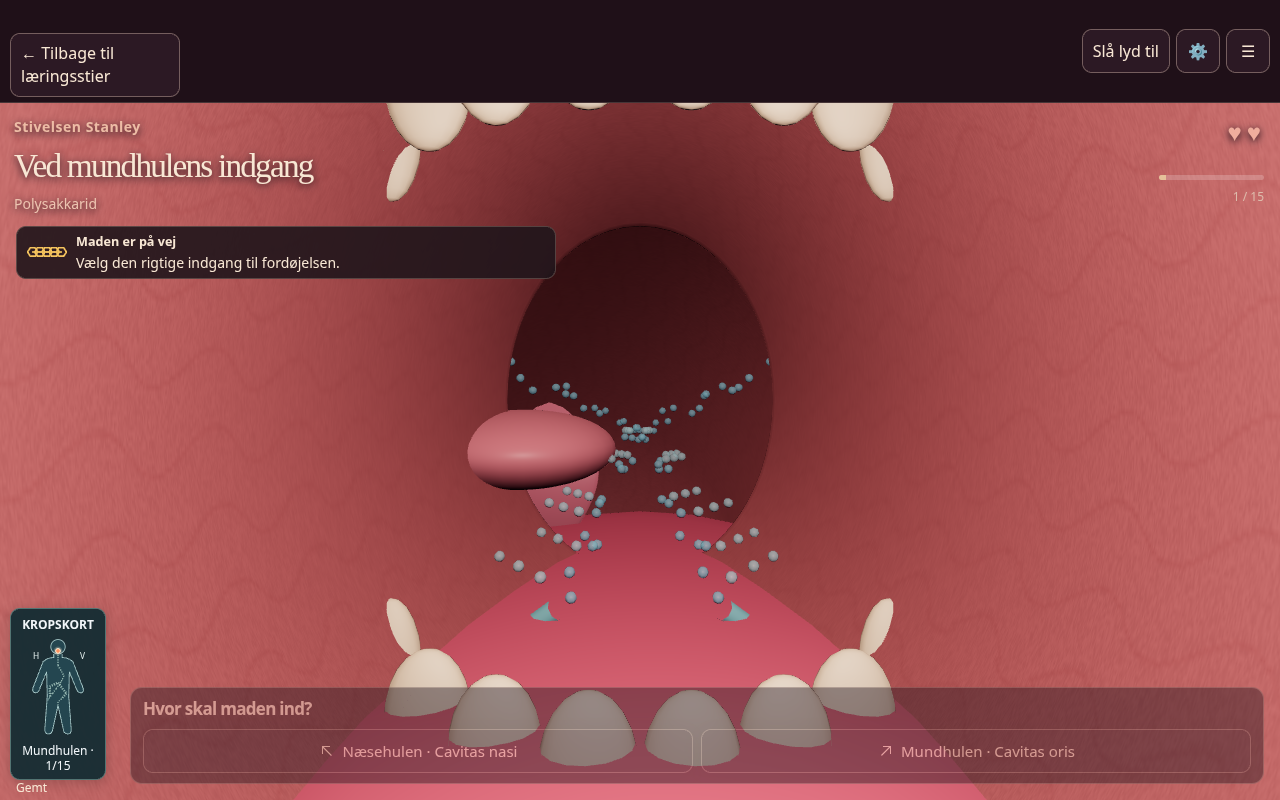 ← Tilbage til
læringsstier
Slå lyd til
Stivelsen Stanley
Ved mundhulens indgang
Polysakkarid
1 / 15
Maden er på vej
Vælg den rigtige indgang til fordøjelsen.
KROPSKORT
H V
Mundhulen ·
1/15
Gemt
Hvor skal maden ind?
↖ Næsehulen · Cavitas nasi
↗ Mundhulen · Cavitas oris